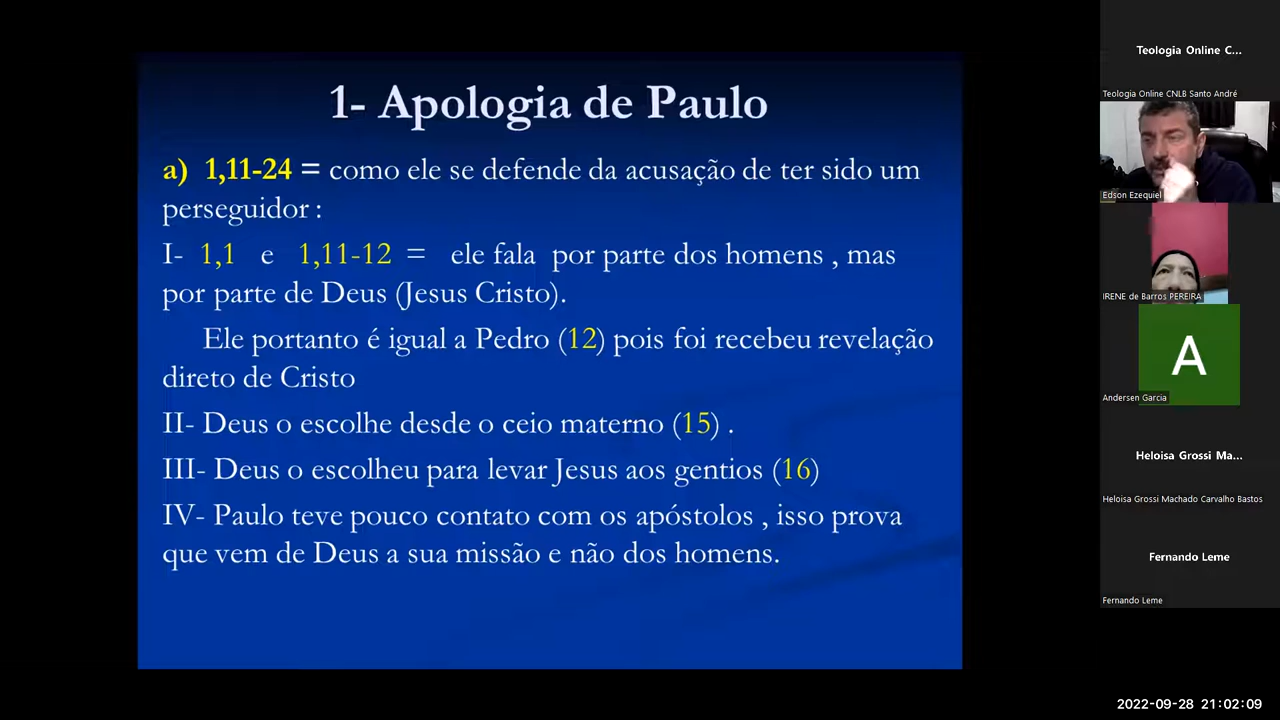 1- Apologia de Paulo
a) 1,11-24 = como ele se defende da acusação de ter sido um
perseguidor :
I- 1,1 e 1,11-12 = ele fala por parte dos homens , mas
por parte de Deus (Jesus Cristo).
Ele portanto é igual a Pedro (12) pois foi recebeu revelação
direto de Cristo
II- Deus o escolhe desde o ceio materno (15) .
III- Deus o escolheu para levar Jesus aos gentios (16)
IV- Paulo teve pouco contato com os apóstolos , isso prova
que vem de Deus a sua missão e não dos homens.
Teologia Online C...
Teologia Online CNLB Santo André
Edson Ezequiel
IRENE de Barros PEREIRA
A
Andersen Garcia
Heloisa Grossi Ma...
Heloisa Grossi Machado Carvalho Bastos
Fernando Leme
Fernando Leme
2022-09-28 21:02:09